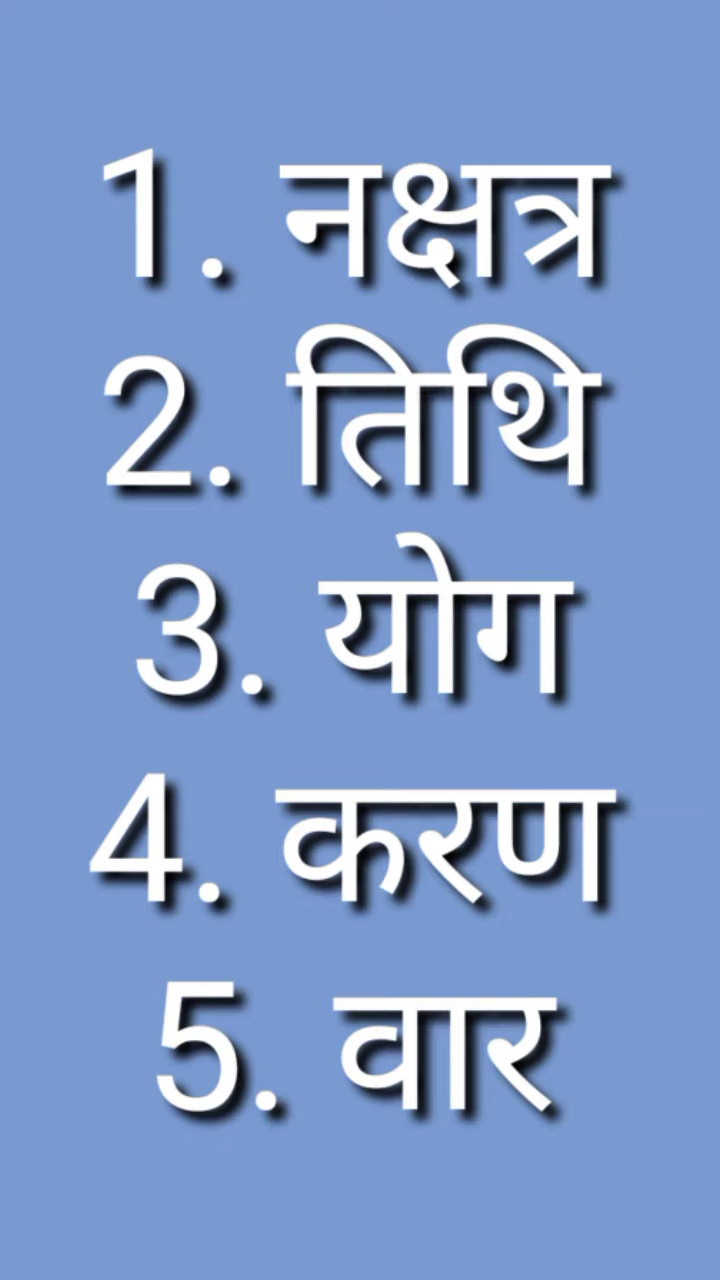 1. नक्षत्र
2. तिथि
3. योग
4. करण
5. वार